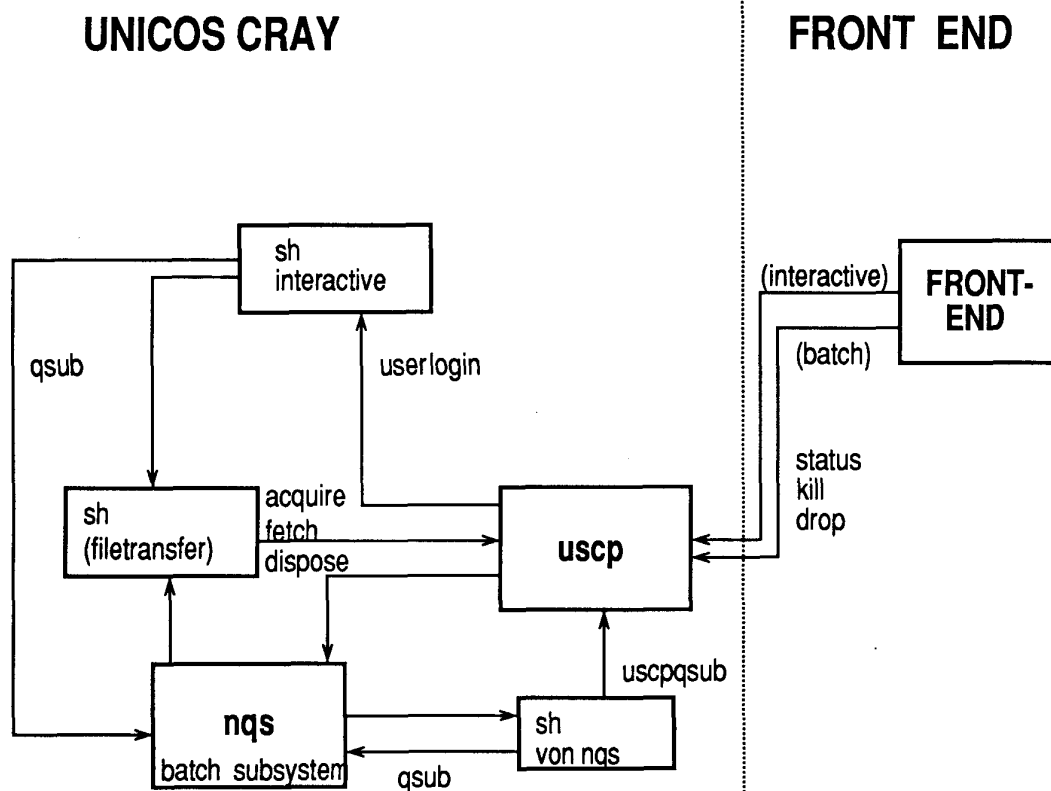 UNICOS CRAY
FRONT END
sh
interactive
(interactive)
FRONT-
END
(batch)
qsub
userlogin
status
kill
drop
sh
(filetransfer)
acquire
fetch
dispose
uscp
uscpqsub
nqs
batch subsystem
sh
von nqs
qsub